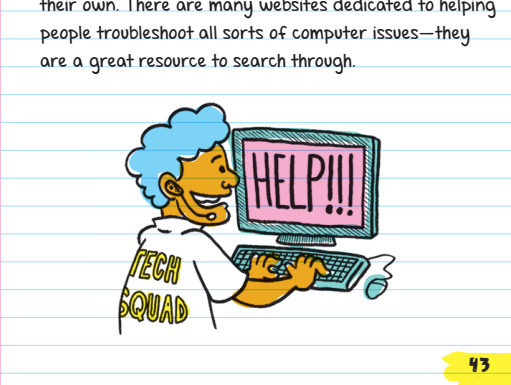 their own. There are many websites dedicated to helping
people troubleshoot all sorts of computer issues—they
are a great resource to search through.
HELP!!!
TECH
SQUAD
43